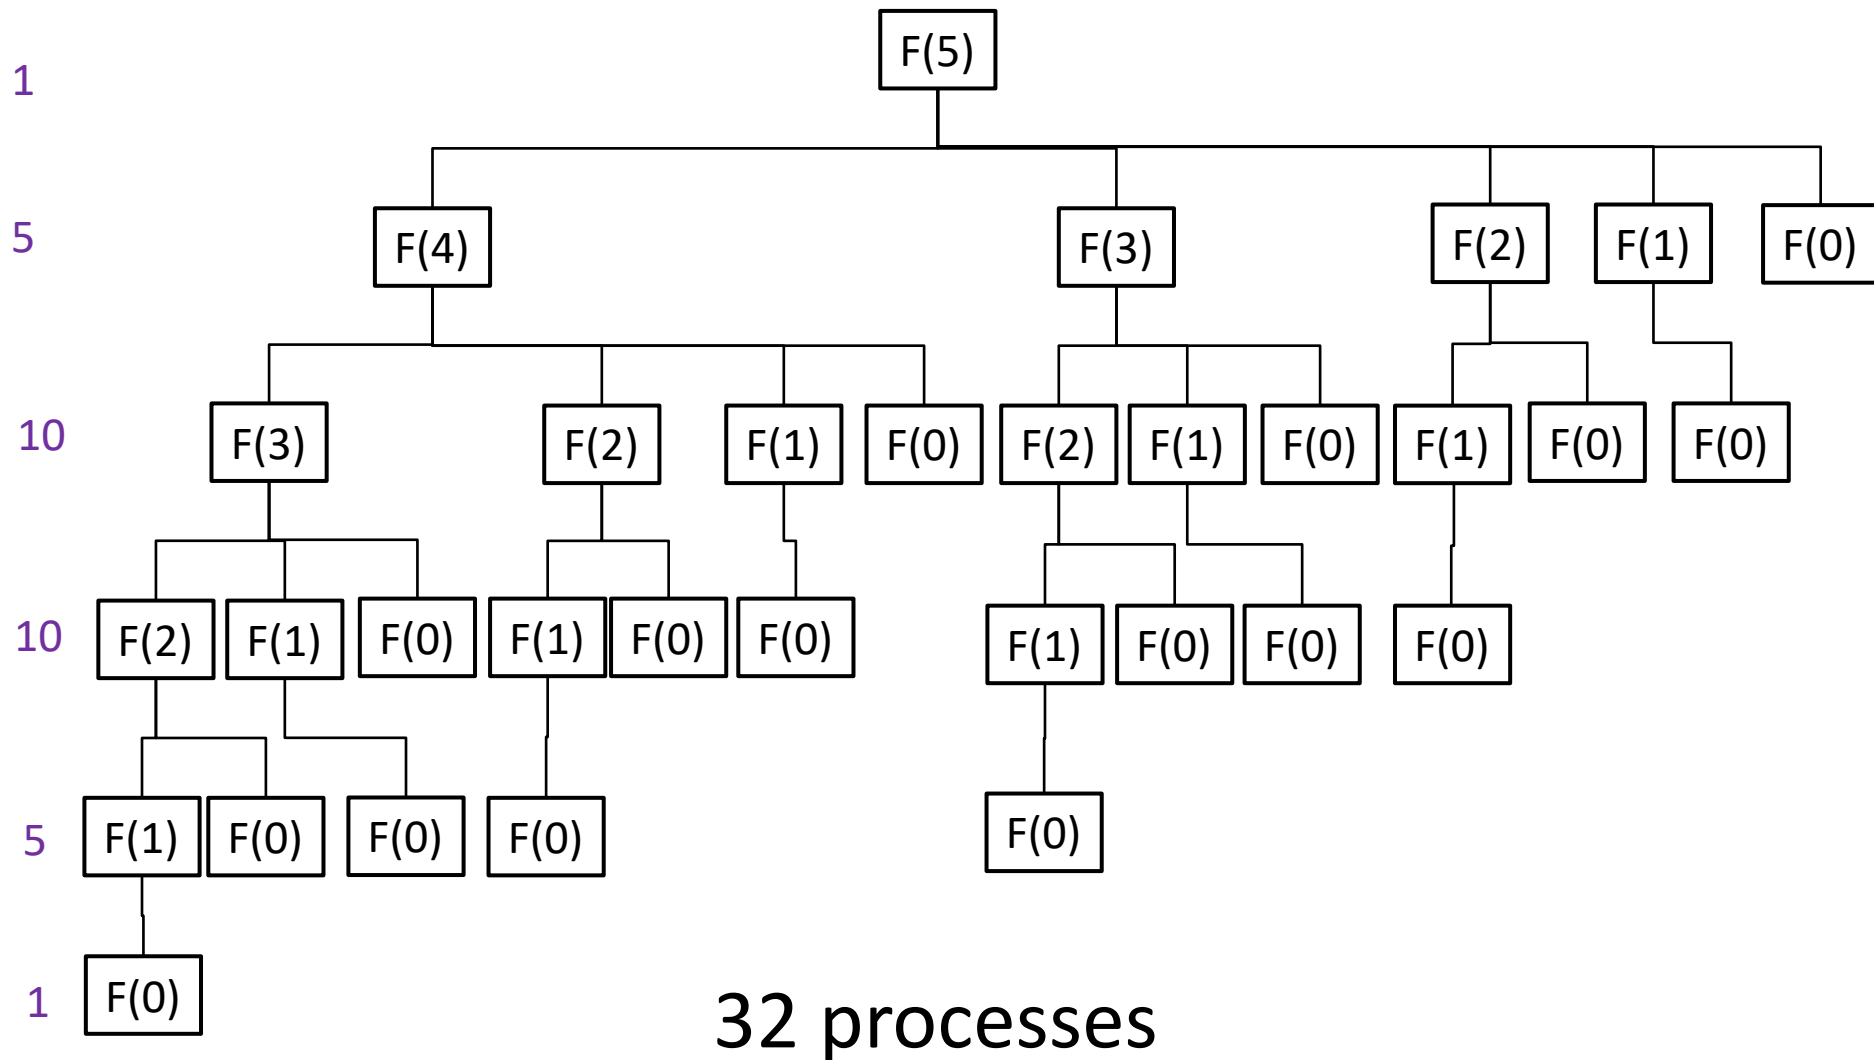 F(5)
1
5
F(4) F(3) F(2) F(1) F(0)
10
F(3) F(2) F(1) F(0) F(2) F(1) F(0) F(1) F(0) F(0)
10
F(2) F(1) F(0) F(1) F(0) F(0) F(1) F(0) F(0) F(0)
5
F(1) F(0) F(0) F(0) F(0)
1
F(0)
32 processes